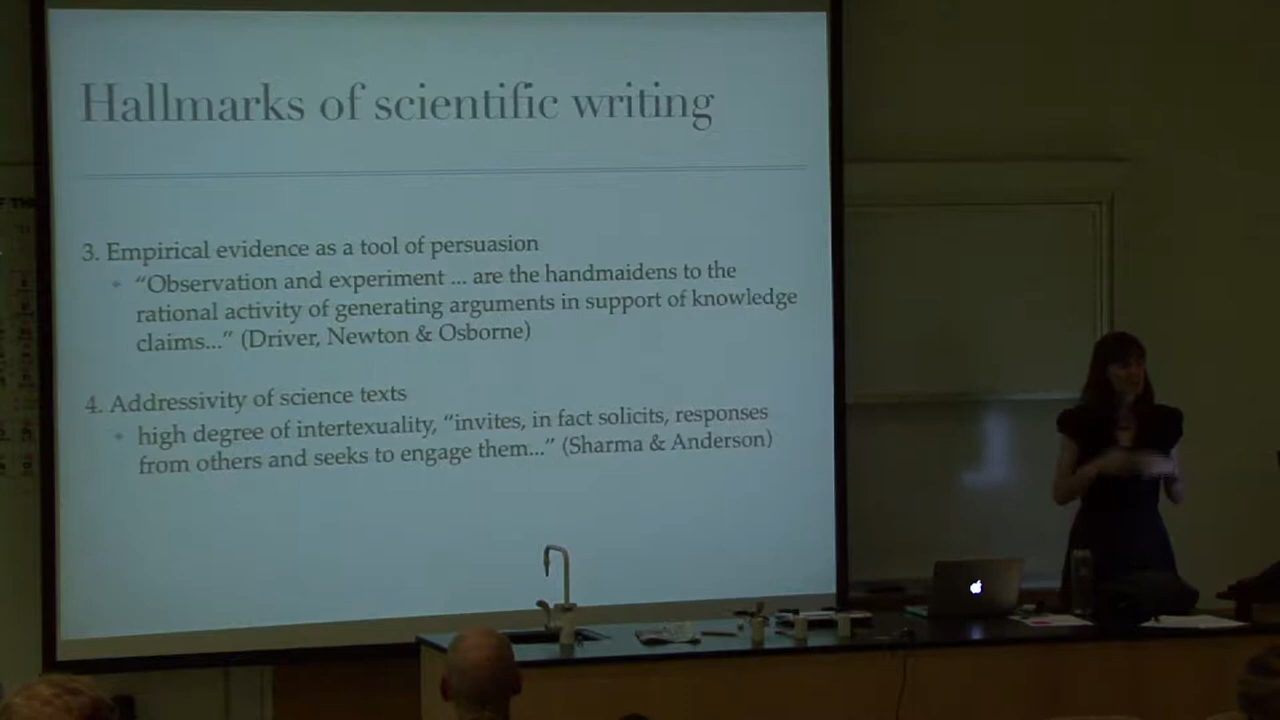 Hallmarks of scientific writing
3. Empirical evidence as a tool of persuasion
“Observation and experiment ... are the handmaidens to the
rational activity of generating arguments in support of knowledge
claims...” (Driver, Newton & Osborne)
4. Addressivity of science texts
high degree of intertexuality, “invites, in fact solicits, responses
from others and seeks to engage them...” (Sharma & Anderson)